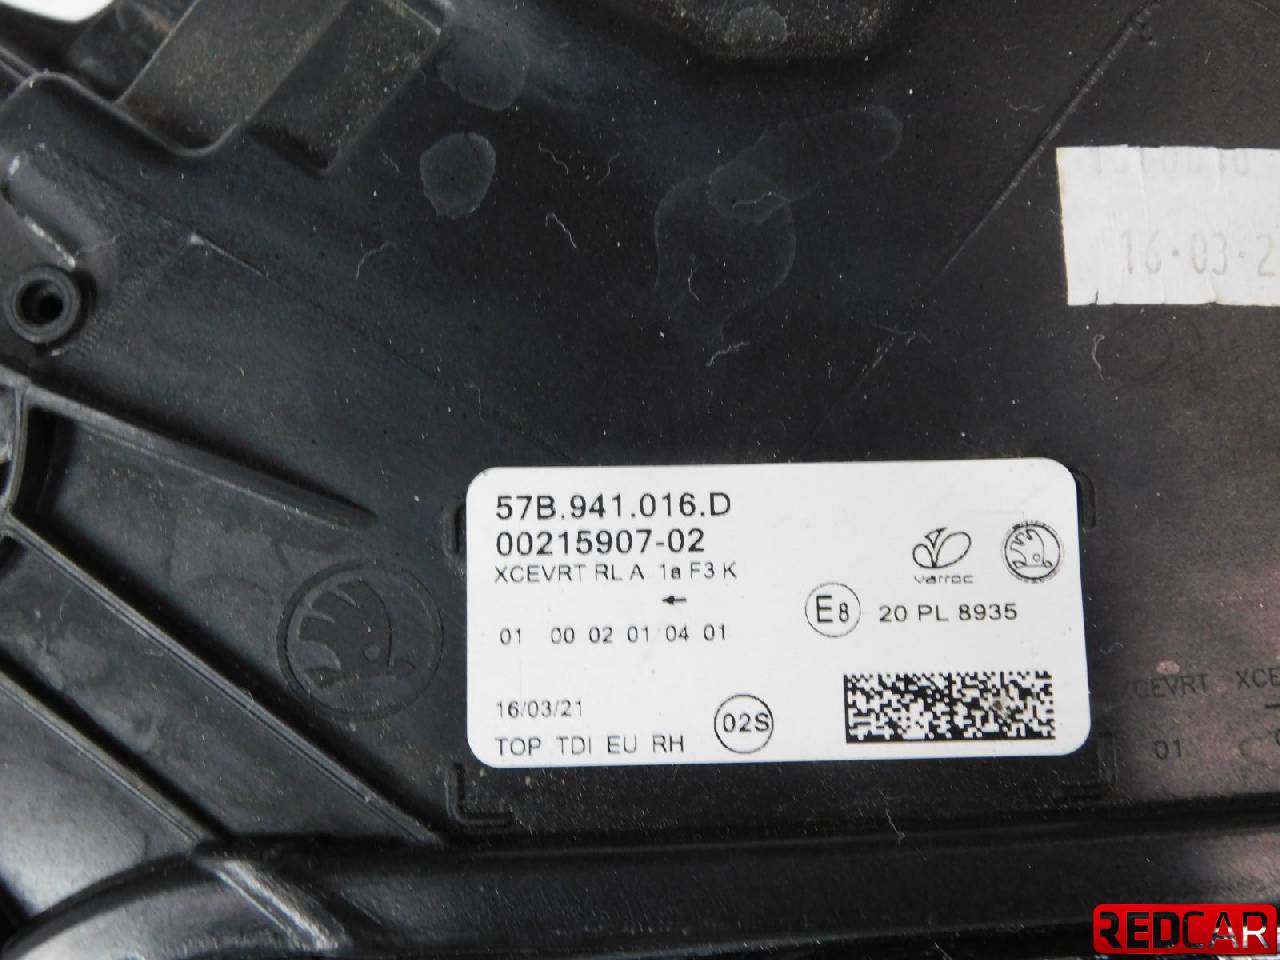 16·03·2
57B.941.016.D
00215907-02
XCEVRT RL A 1a F3 K
←
varroc
E8 20 PL 8935
01 00 02 01 04 01
16/03/21
02S
TOP TDI EU RH
XCEVRT
01
REDCAR